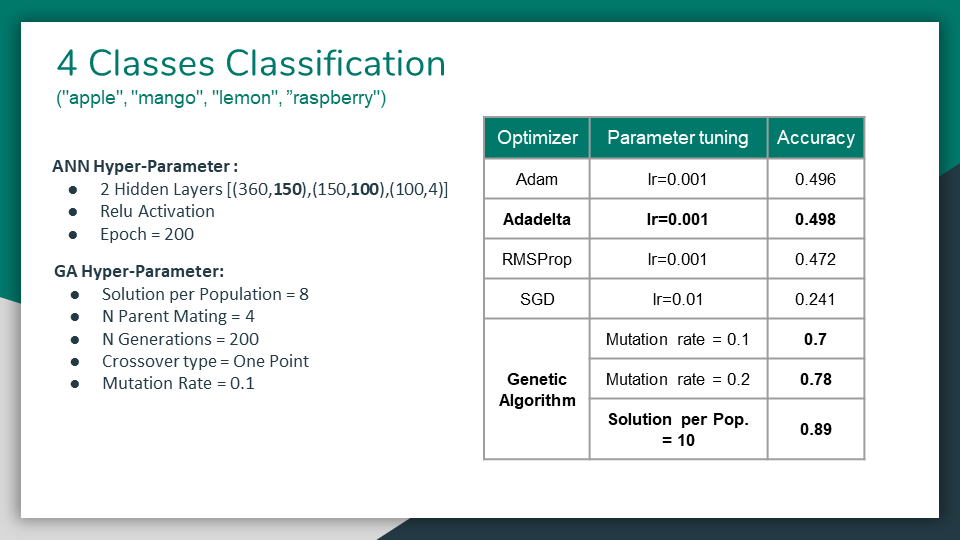 4 Classes Classification
("apple", "mango", "lemon", ”raspberry")
ANN Hyper-Parameter :
● 2 Hidden Layers [(360,150),(150,100),(100,4)]
● Relu Activation
● Epoch = 200
GA Hyper-Parameter:
● Solution per Population = 8
● N Parent Mating = 4
● N Generations = 200
● Crossover type = One Point
● Mutation Rate = 0.1
Optimizer Parameter tuning Accuracy
Adam lr=0.001 0.496
Adadelta lr=0.001 0.498
RMSProp lr=0.001 0.472
SGD lr=0.01 0.241
Genetic
Algorithm
Mutation rate = 0.1 0.7
Mutation rate = 0.2 0.78
Solution per Pop.
= 10
0.89